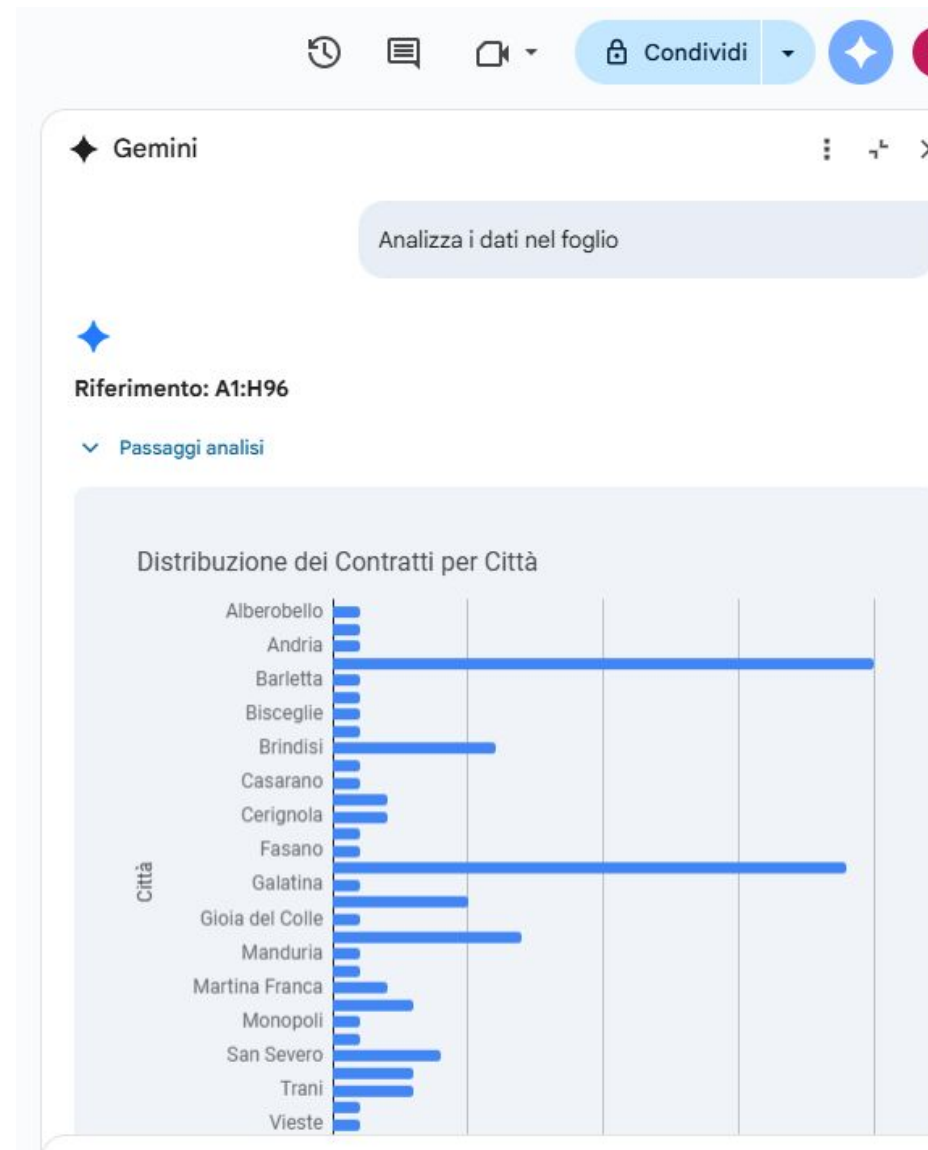 Condividi
Gemini
Analizza i dati nel foglio
Riferimento: A1:H96
Passaggi analisi
Distribuzione dei Contratti per Città
Alberobello
Andria
Barletta
Bisceglie
Brindisi
Casarano
Cerignola
Fasano
Città
Galatina
Gioia del Colle
Manduria
Martina Franca
Monopoli
San Severo
Trani
Vieste